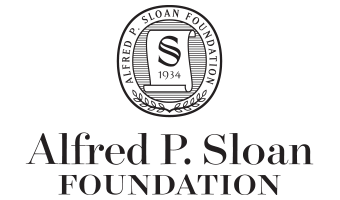 ALFRED P. SLOAN FOUNDATION
S
1934
Alfred P. Sloan
FOUNDATION